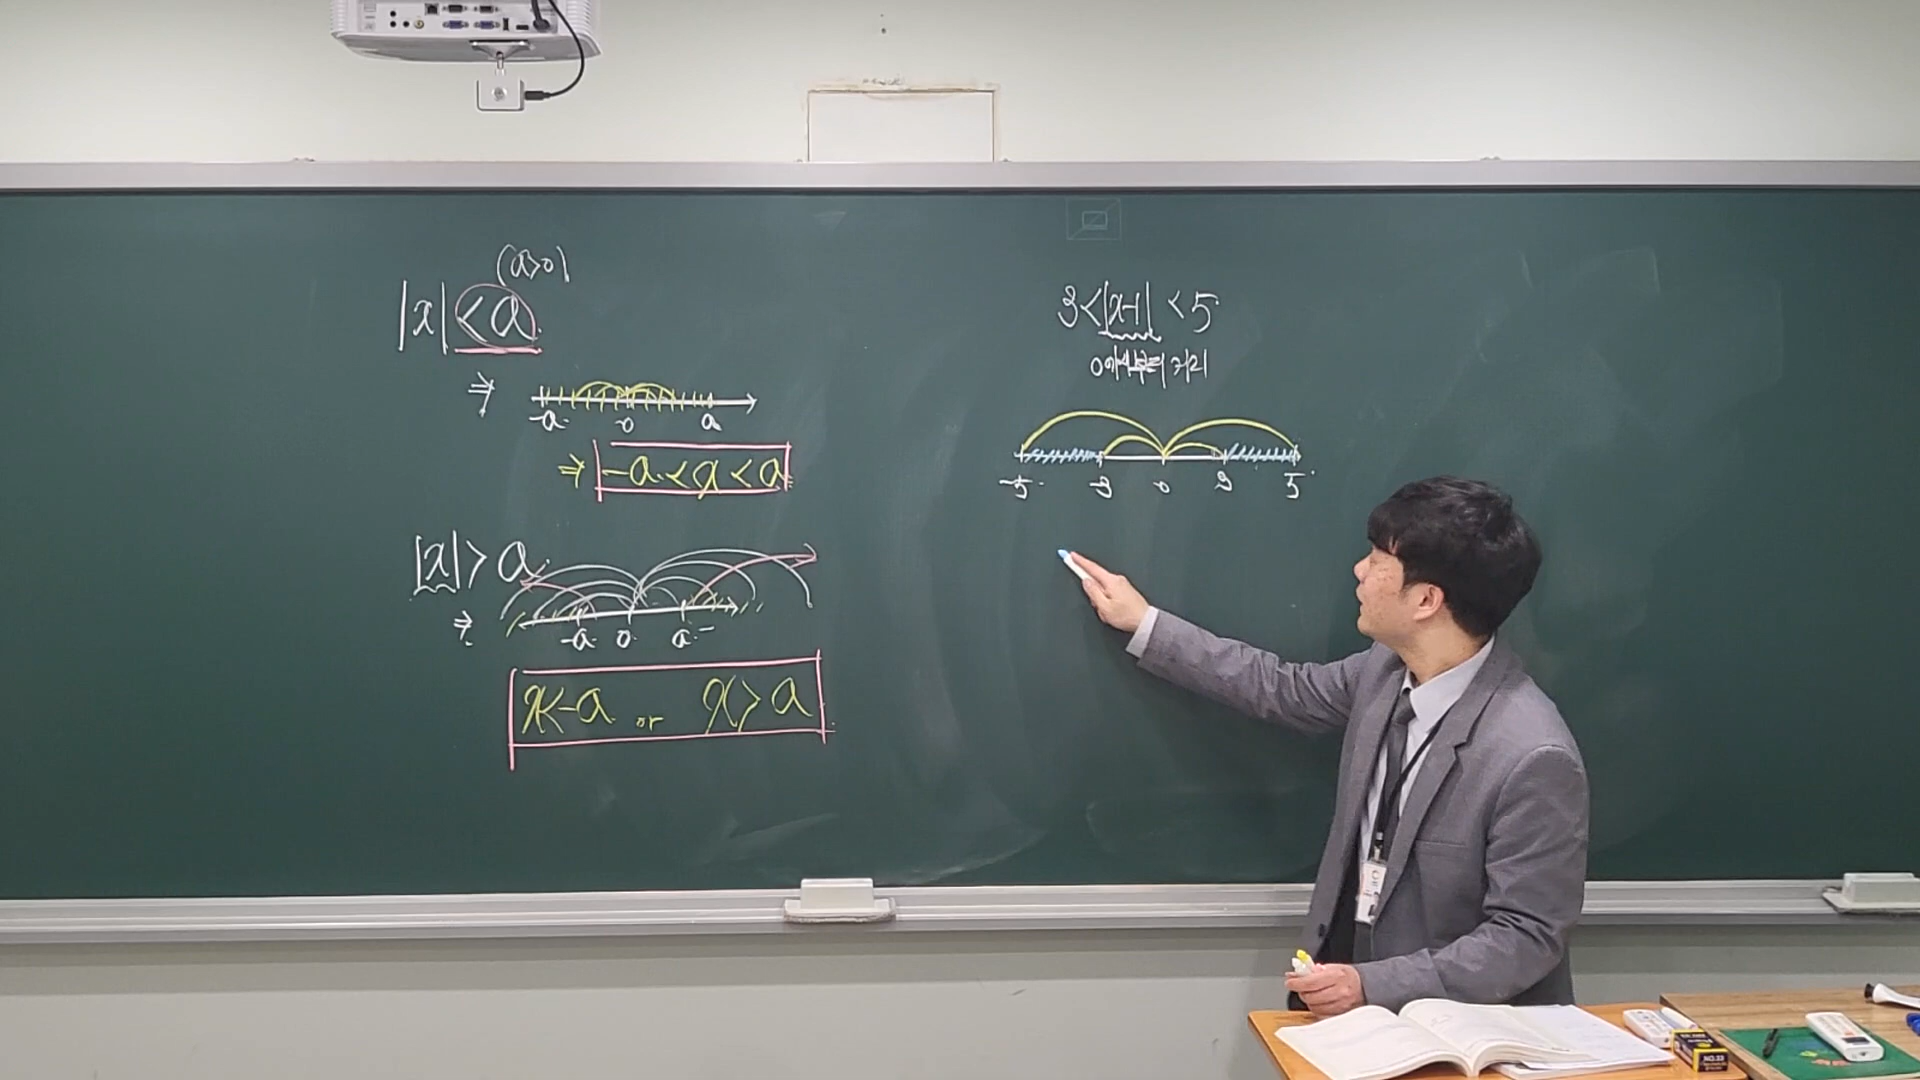 (a>0)
|x| < a
⇒ -a 0 a
⇒ -a < x < a
|x| > a
⇒ -a 0 a
x < -a or x > a
3 < |x-1| < 5
0에서부터 거리
-5 -3 0 3 5